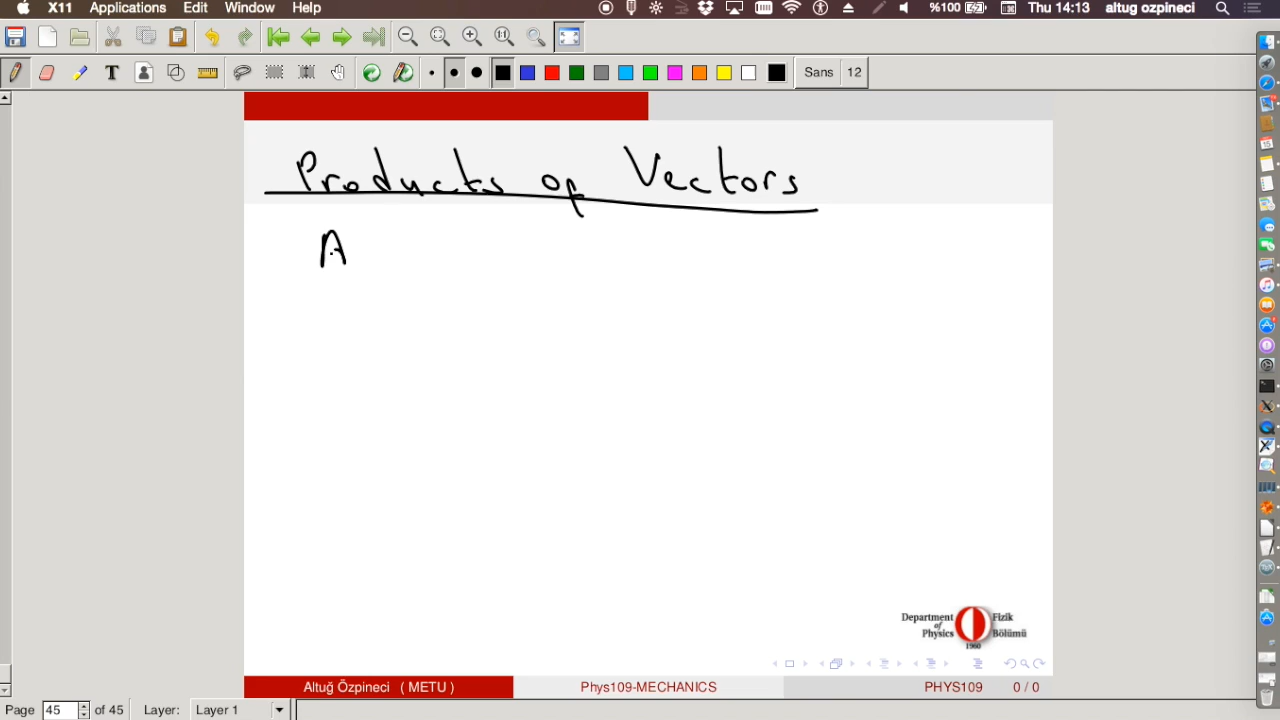 X11 Applications Edit Window Help %100 Thu 14:13 altug ozpineci
Sans 12
Products of Vectors
A
Department of Physics Fizik Bölümü
1960
Altuğ Özpineci ( METU ) Phys109-MECHANICS PHYS109 0 / 0
Page 45 of 45 Layer: Layer 1